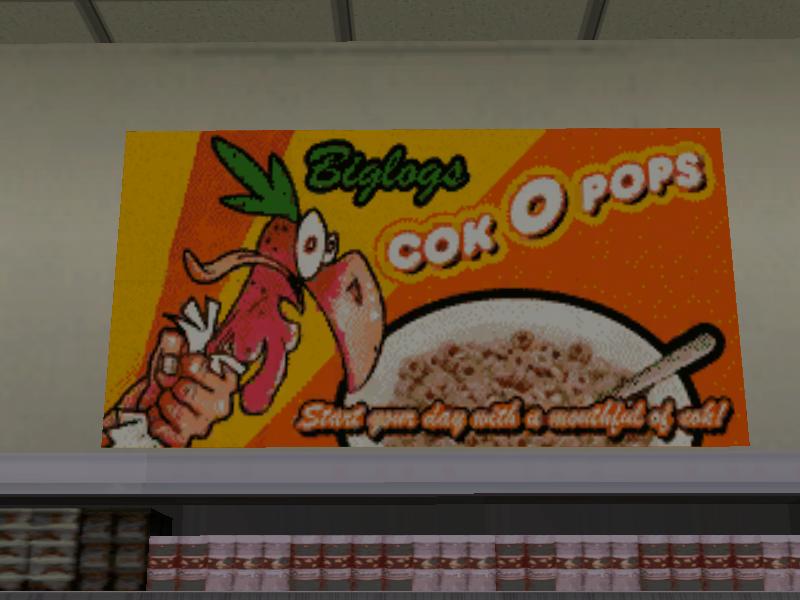 Biglogs
COK O POPS
Start your day with a mouthful of cok!